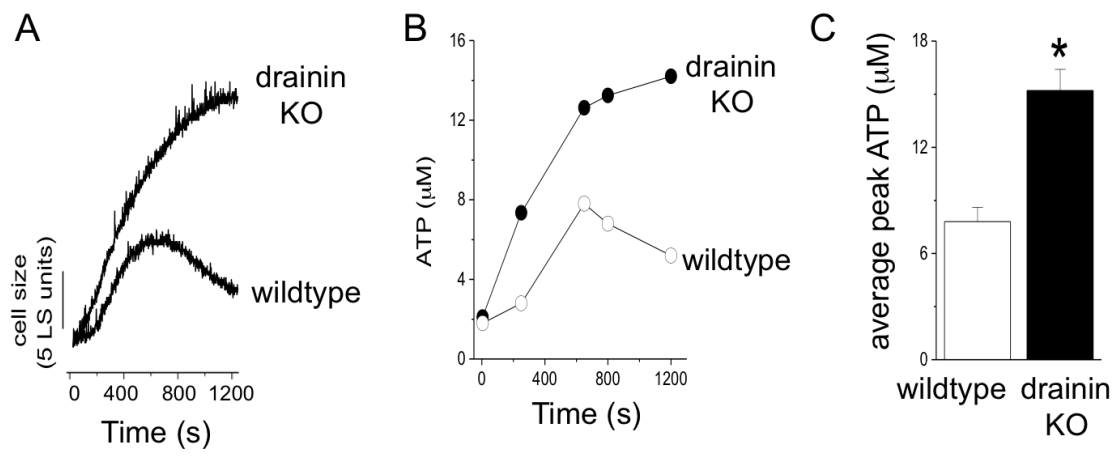 A
drainin
KO
wildtype
cell size
(5 LS units)
0 400 800 1200
Time (s)
B
16
12
8
4
0
ATP (μM)
drainin
KO
wildtype
0 400 800 1200
Time (s)
C
*
18
12
6
0
average peak ATP (μM)
wildtype drainin
KO